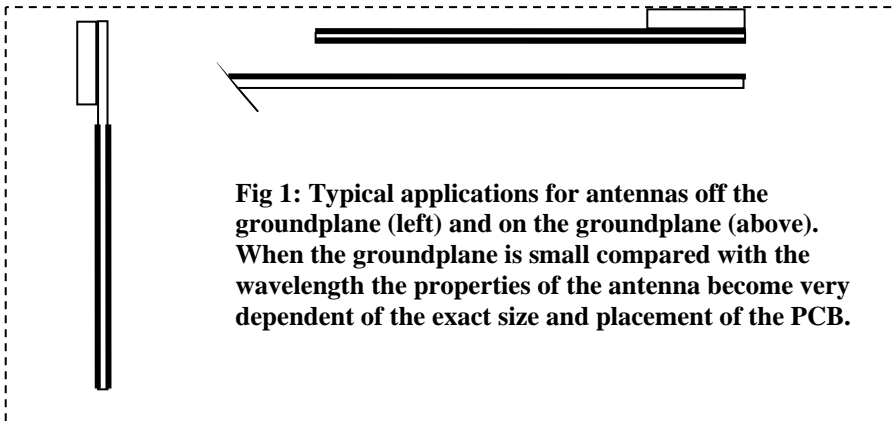 Fig 1: Typical applications for antennas off the
groundplane (left) and on the groundplane (above).
When the groundplane is small compared with the
wavelength the properties of the antenna become very
dependent of the exact size and placement of the PCB.